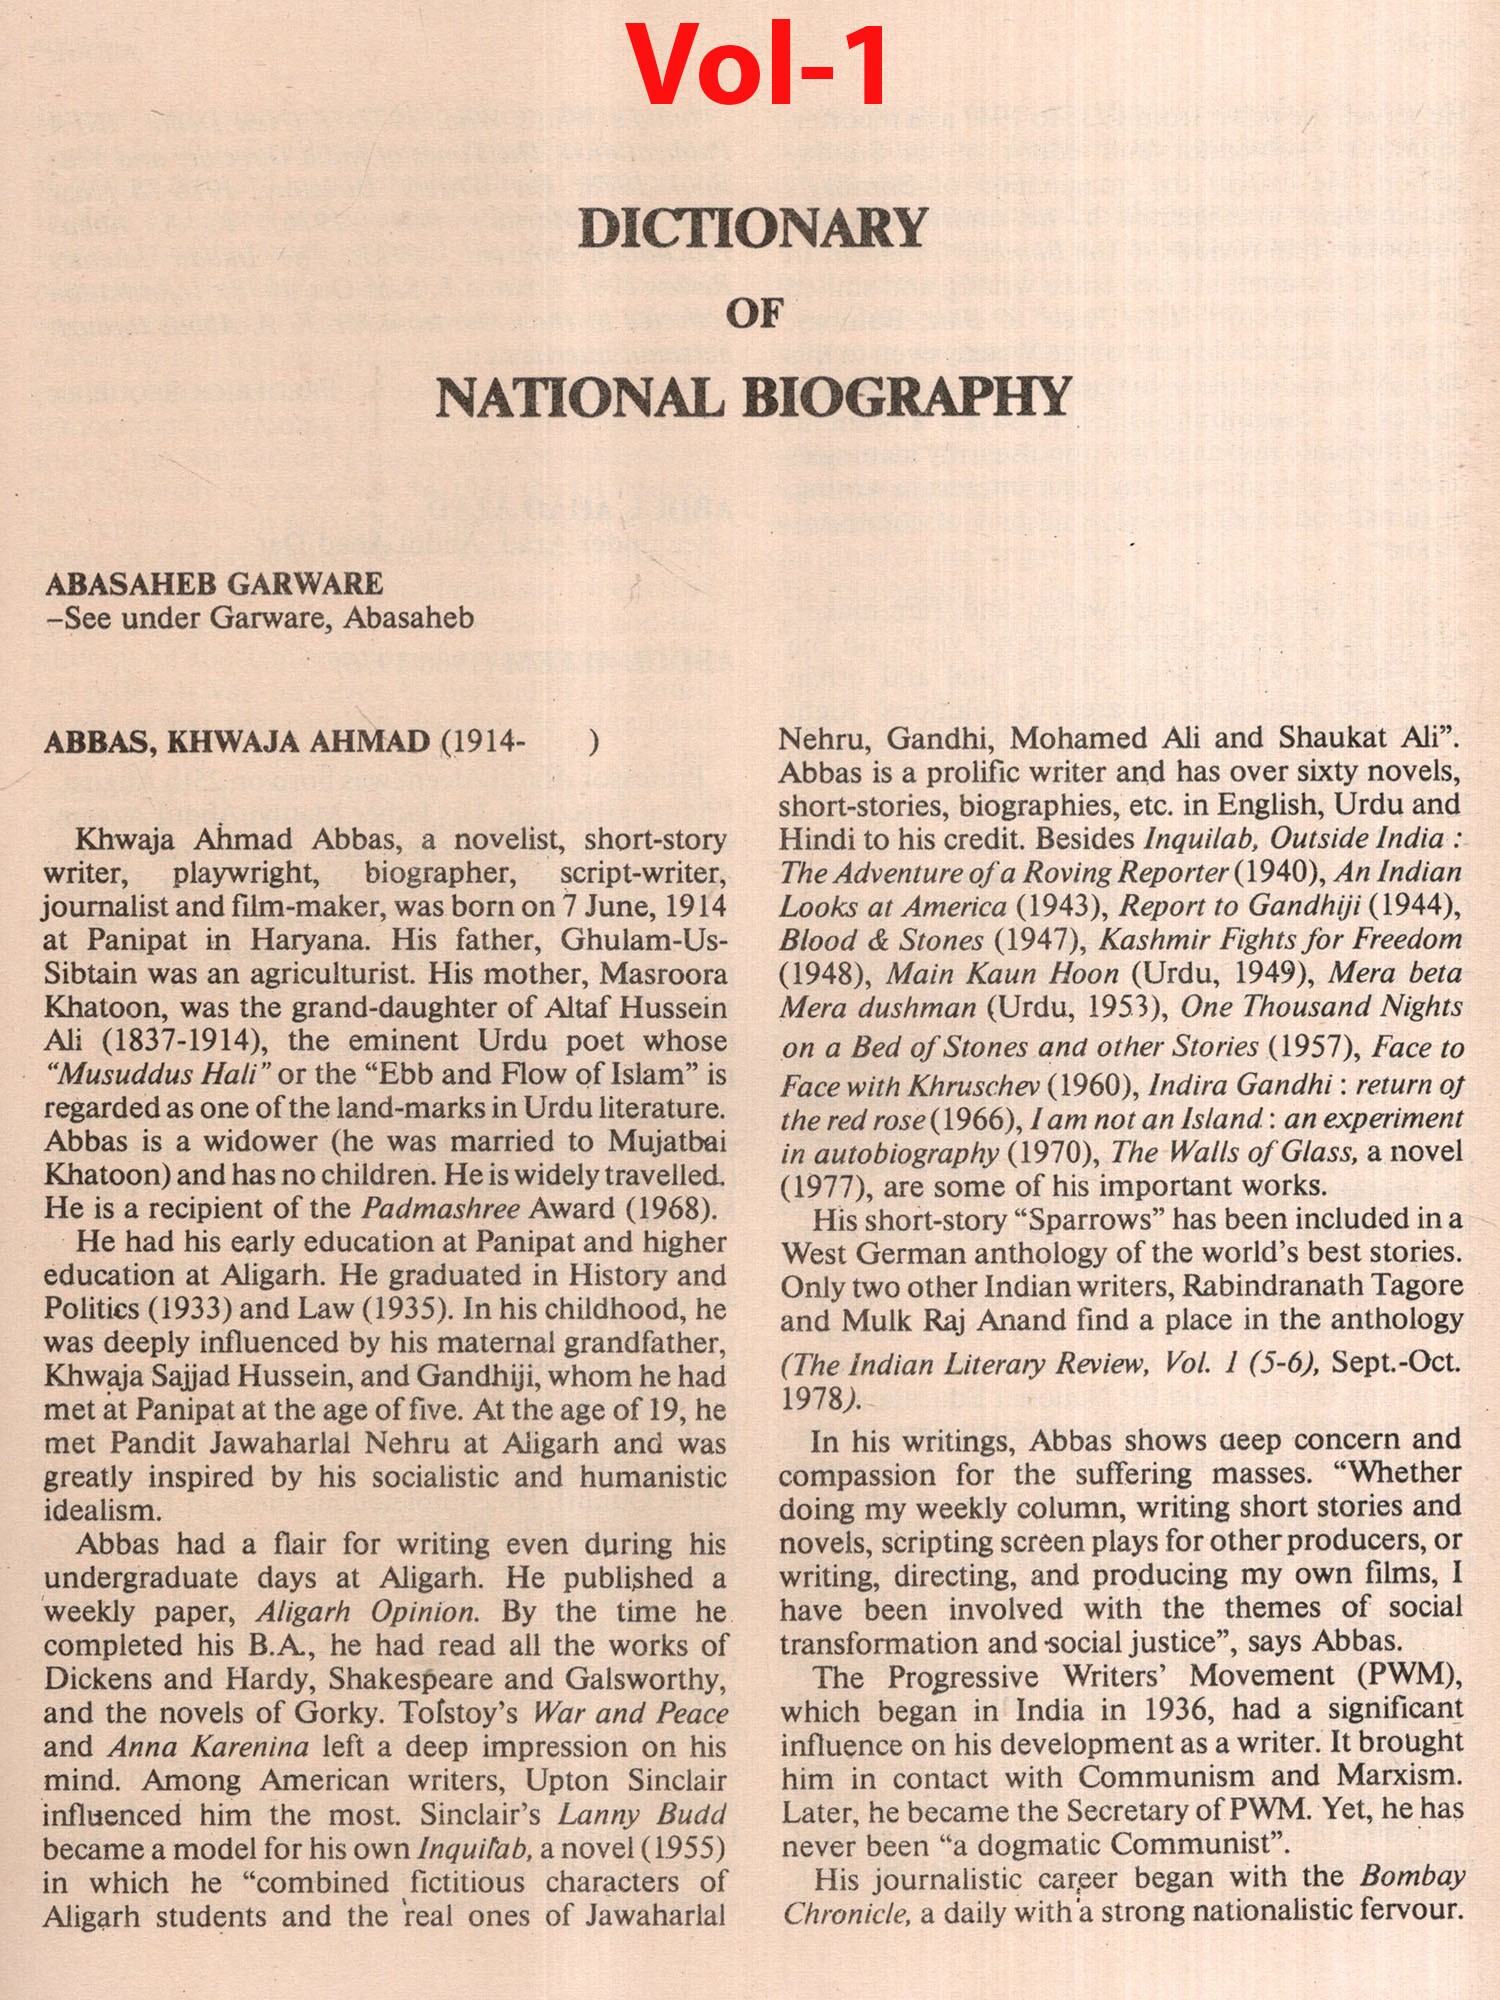 Vol-1
DICTIONARY
OF
NATIONAL BIOGRAPHY
ABASAHEB GARWARE
–See under Garware, Abasaheb
ABBAS, KHWAJA AHMAD (1914- )
Khwaja Ahmad Abbas, a novelist, short-story
writer, playwright, biographer, script-writer,
journalist and film-maker, was born on 7 June, 1914
at Panipat in Haryana. His father, Ghulam-Us-
Sibtain was an agriculturist. His mother, Masroora
Khatoon, was the grand-daughter of Altaf Hussein
Ali (1837-1914), the eminent Urdu poet whose
“Musuddus Hali” or the “Ebb and Flow of Islam” is
regarded as one of the land-marks in Urdu literature.
Abbas is a widower (he was married to Mujatbai
Khatoon) and has no children. He is widely travelled.
He is a recipient of the Padmashree Award (1968).
He had his early education at Panipat and higher
education at Aligarh. He graduated in History and
Politics (1933) and Law (1935). In his childhood, he
was deeply influenced by his maternal grandfather,
Khwaja Sajjad Hussein, and Gandhiji, whom he had
met at Panipat at the age of five. At the age of 19, he
met Pandit Jawaharlal Nehru at Aligarh and was
greatly inspired by his socialistic and humanistic
idealism.
Abbas had a flair for writing even during his
undergraduate days at Aligarh. He published a
weekly paper, Aligarh Opinion. By the time he
completed his B.A., he had read all the works of
Dickens and Hardy, Shakespeare and Galsworthy,
and the novels of Gorky. Tolstoy’s War and Peace
and Anna Karenina left a deep impression on his
mind. Among American writers, Upton Sinclair
influenced him the most. Sinclair’s Lanny Budd
became a model for his own Inquilab, a novel (1955)
in which he “combined fictitious characters of
Aligarh students and the real ones of Jawaharlal
Nehru, Gandhi, Mohamed Ali and Shaukat Ali”.
Abbas is a prolific writer and has over sixty novels,
short-stories, biographies, etc. in English, Urdu and
Hindi to his credit. Besides Inquilab, Outside India :
The Adventure of a Roving Reporter (1940), An Indian
Looks at America (1943), Report to Gandhiji (1944),
Blood & Stones (1947), Kashmir Fights for Freedom
(1948), Main Kaun Hoon (Urdu, 1949), Mera beta
Mera dushman (Urdu, 1953), One Thousand Nights
on a Bed of Stones and other Stories (1957), Face to
Face with Khruschev (1960), Indira Gandhi : return of
the red rose (1966), I am not an Island : an experiment
in autobiography (1970), The Walls of Glass, a novel
(1977), are some of his important works.
His short-story “Sparrows” has been included in a
West German anthology of the world’s best stories.
Only two other Indian writers, Rabindranath Tagore
and Mulk Raj Anand find a place in the anthology
(The Indian Literary Review, Vol. 1 (5-6), Sept.-Oct.
1978).
In his writings, Abbas shows deep concern and
compassion for the suffering masses. “Whether
doing my weekly column, writing short stories and
novels, scripting screen plays for other producers, or
writing, directing, and producing my own films, I
have been involved with the themes of social
transformation and social justice”, says Abbas.
The Progressive Writers’ Movement (PWM),
which began in India in 1936, had a significant
influence on his development as a writer. It brought
him in contact with Communism and Marxism.
Later, he became the Secretary of PWM. Yet, he has
never been “a dogmatic Communist”.
His journalistic career began with the Bombay
Chronicle, a daily with a strong nationalistic fervour.